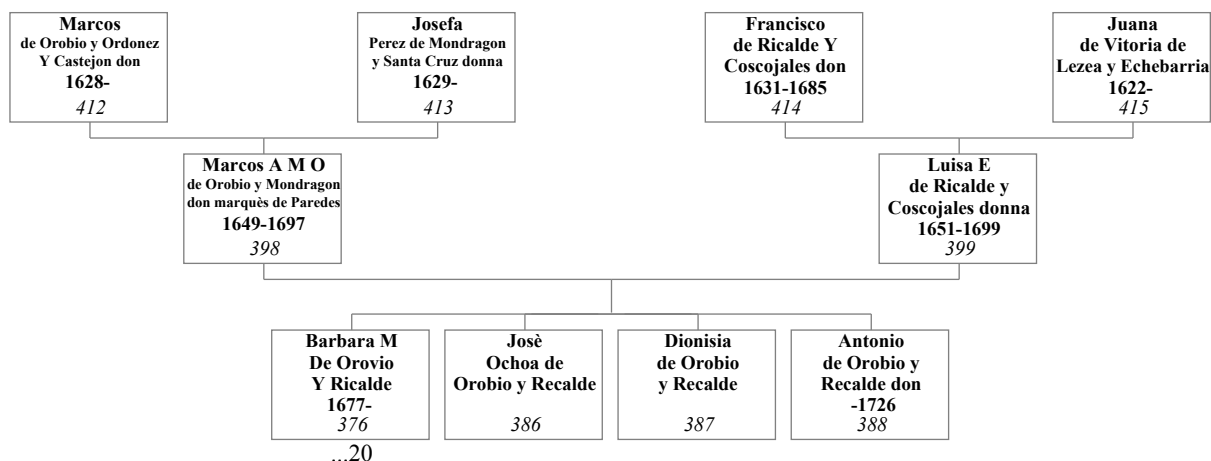 Marcos
de Orobio y Ordonez
Y Castejon don
1628-
412
Josefa
Perez de Mondragon
y Santa Cruz donna
1629-
413
Francisco
de Ricalde Y
Coscojales don
1631-1685
414
Juana
de Vitoria de
Lezea y Echebarria
1622-
415
Marcos A M O
de Orobio y Mondragon
don marquès de Paredes
1649-1697
398
Luisa E
de Ricalde y
Coscojales donna
1651-1699
399
Barbara M
De Orovio
Y Ricalde
1677-
376
...20
Josè
Ochoa de
Orobio y Recalde
386
Dionisia
de Orobio
y Recalde
387
Antonio
de Orobio y
Recalde don
-1726
388